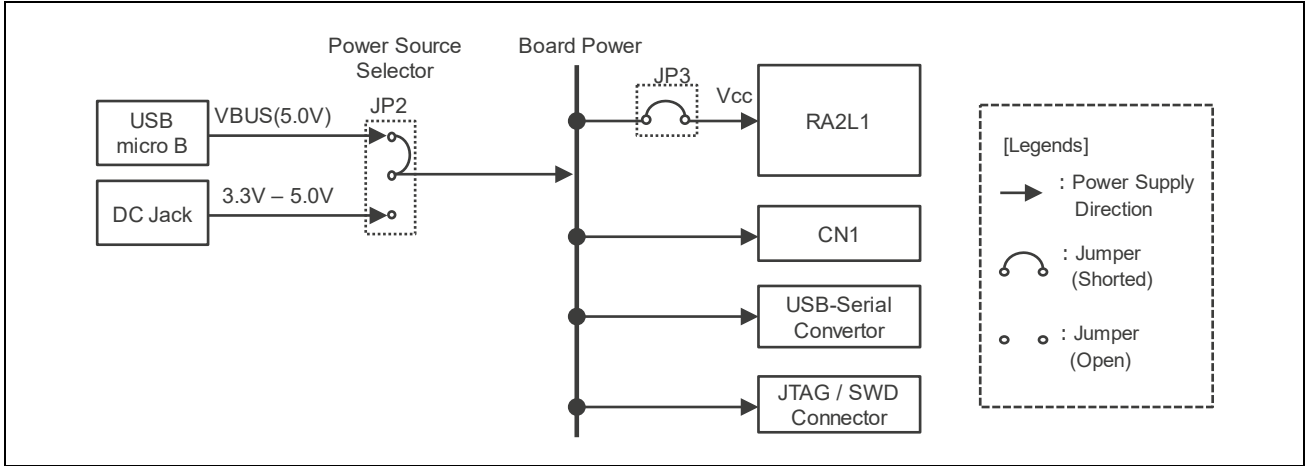 Power Source
Selector
Board Power
JP2
JP3
Vcc
USB
micro B
VBUS(5.0V)
DC Jack
3.3V – 5.0V
RA2L1
CN1
USB-Serial
Convertor
JTAG / SWD
Connector
[Legends]
: Power Supply
Direction
: Jumper
(Shorted)
: Jumper
(Open)